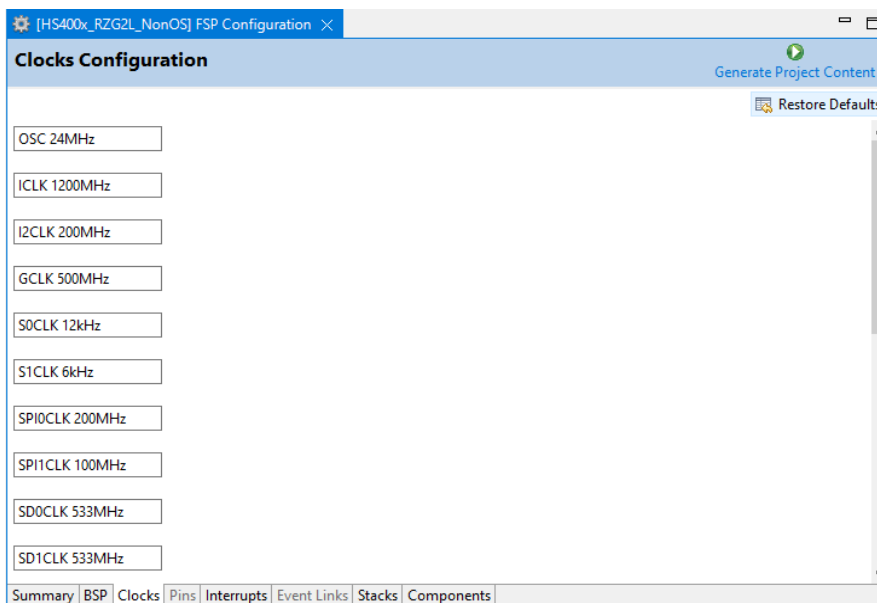 [HS400x_RZG2L_NonOS] FSP Configuration
Clocks Configuration
Generate Project Content
Restore Defaults
OSC 24MHz
ICLK 1200MHz
I2CLK 200MHz
GCLK 500MHz
S0CLK 12kHz
S1CLK 6kHz
SPI0CLK 200MHz
SPI1CLK 100MHz
SD0CLK 533MHz
SD1CLK 533MHz
Summary BSP Clocks Pins Interrupts Event Links Stacks Components